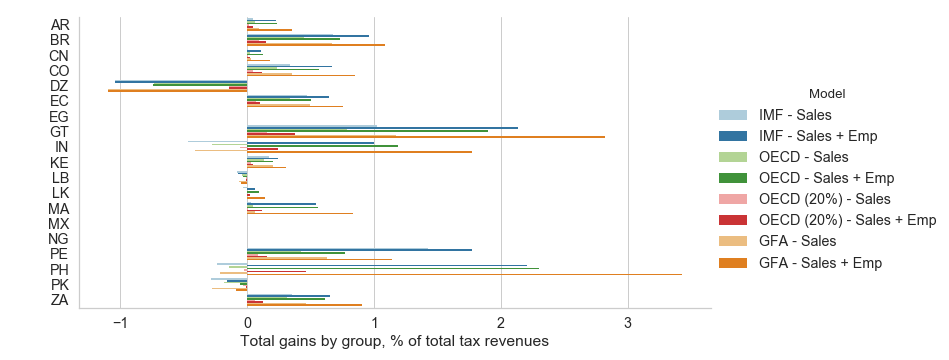 AR
BR
CN
CO
DZ
EC
EG
GT
IN
KE
LB
LK
MA
MX
NG
PE
PH
PK
ZA
−1 0 1 2 3
Total gains by group, % of total tax revenues
Model
IMF - Sales
IMF - Sales + Emp
OECD - Sales
OECD - Sales + Emp
OECD (20%) - Sales
OECD (20%) - Sales + Emp
GFA - Sales
GFA - Sales + Emp